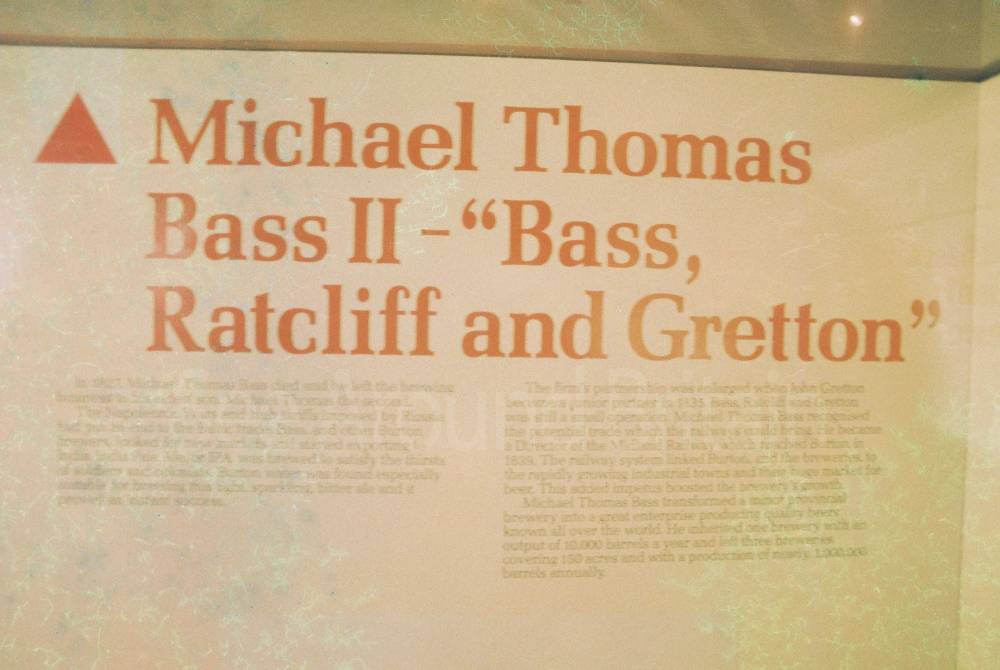 Michael Thomas
Bass II - “Bass,
Ratcliff and Gretton”
In 1827, Michael Thomas Bass died and he left the brewing
business to his eldest son, Michael Thomas the second.
The Napoleonic Wars and high tariffs imposed by Russia
had put an end to the Baltic trade. Bass and other Burton
brewers, looked for new markets and started exporting
India. India Pale Ale, or IPA, was brewed to satisfy the thirsts
of soldiers and colonials. Burton water was found especially
suitable for brewing this light, sparkling, bitter ale and it
proved an instant success.
The firm's partnership was enlarged when John Gretton
became a junior partner in 1835. Bass, Ratcliff and Gretton
was still a small operation. Michael Thomas Bass recognised
the potential importance of the railways
He became
a Director of the Midland Railway, which reached Burton in
1839. The railway system linked Burton, and the breweries, to
the rapidly growing industrial towns and their huge market for
beer. This added impetus boosted the brewery's growth.
Michael Thomas Bass transformed a minor provincial
brewery into a great enterprise producing quality beers
known all over the world. He inherited one brewery with an
output of 10,000 barrels a year and left three breweries
covering 150 acres and with a production of nearly 1,000,000
barrels annually.